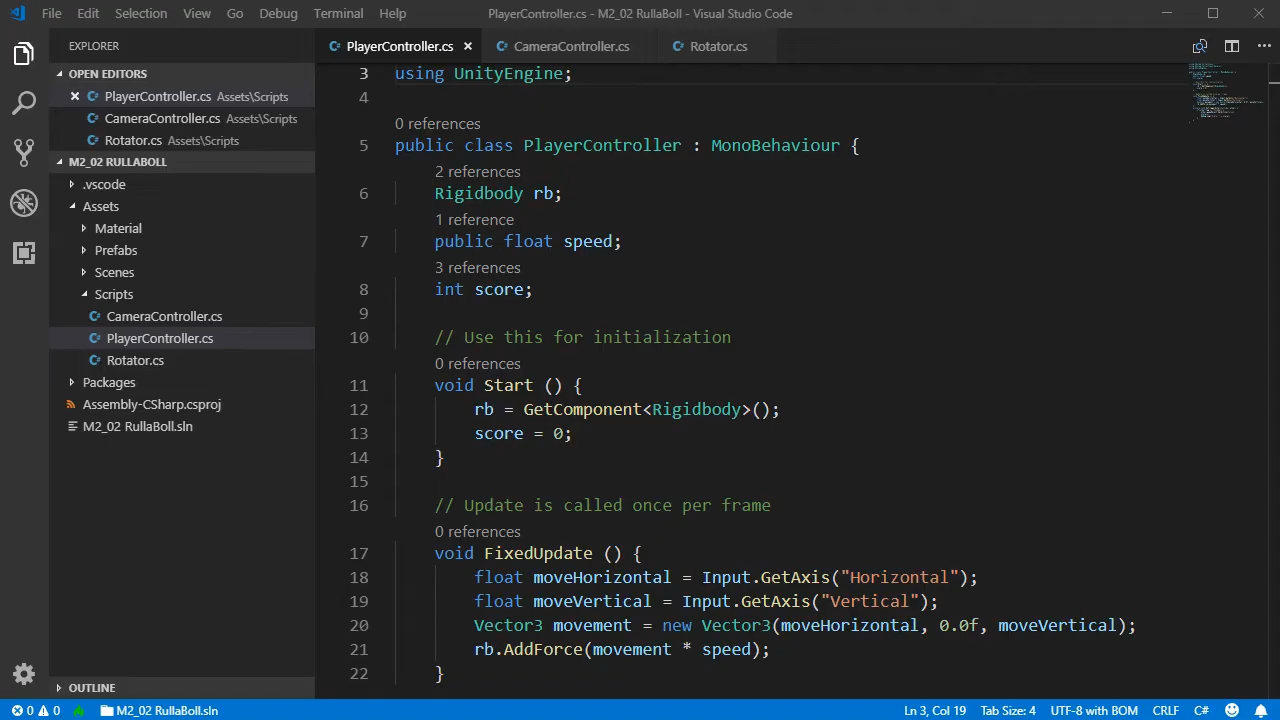 File Edit Selection View Go Debug Terminal Help PlayerController.cs - M2_02 RullaBoll - Visual Studio Code
EXPLORER
PlayerController.cs CameraController.cs Rotator.cs
OPEN EDITORS
PlayerController.cs Assets\Scripts
CameraController.cs Assets\Scripts
Rotator.cs Assets\Scripts
M2_02 RULLABOLL
.vscode
Assets
Material
Prefabs
Scenes
Scripts
CameraController.cs
PlayerController.cs
Rotator.cs
Packages
Assembly-CSharp.csproj
M2_02 RullaBoll.sln
OUTLINE
3 using UnityEngine;
4
0 references
5 public class PlayerController : MonoBehaviour {
2 references
6 Rigidbody rb;
1 reference
7 public float speed;
3 references
8 int score;
9
10 // Use this for initialization
0 references
11 void Start () {
12 rb = GetComponent<Rigidbody>();
13 score = 0;
14 }
15
16 // Update is called once per frame
0 references
17 void FixedUpdate () {
18 float moveHorizontal = Input.GetAxis("Horizontal");
19 float moveVertical = Input.GetAxis("Vertical");
20 Vector3 movement = new Vector3(moveHorizontal, 0.0f, moveVertical);
21 rb.AddForce(movement * speed);
22 }
0 0 M2_02 RullaBoll.sln Ln 3, Col 19 Tab Size: 4 UTF-8 with BOM CRLF C#